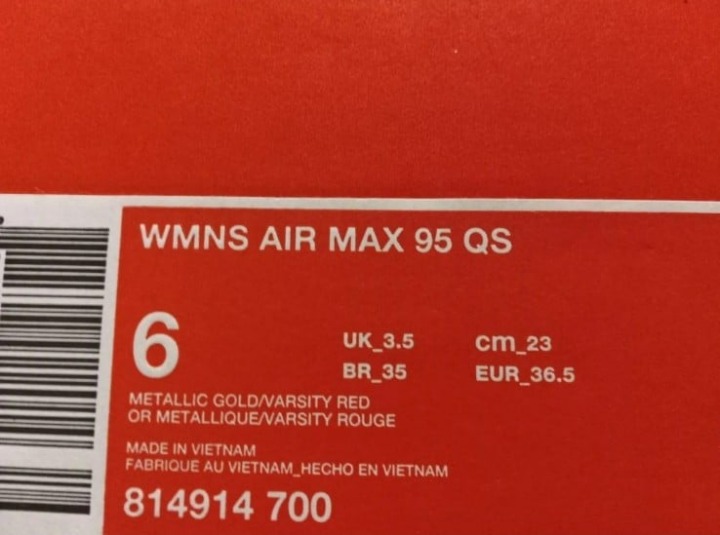 WMNS AIR MAX 95 QS
6
UK_3.5 cm_23
BR_35 EUR_36.5
METALLIC GOLD/VARSITY RED
OR METALLIQUE/VARSITY ROUGE
MADE IN VIETNAM
FABRIQUE AU VIETNAM_HECHO EN VIETNAM
814914 700